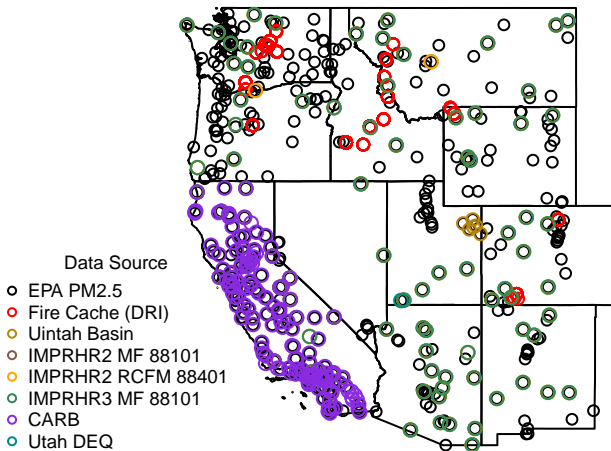 Data Source
EPA PM2.5
Fire Cache (DRI)
Uintah Basin
IMPRHR2 MF 88101
IMPRHR2 RCFM 88401
IMPRHR3 MF 88101
CARB
Utah DEQ